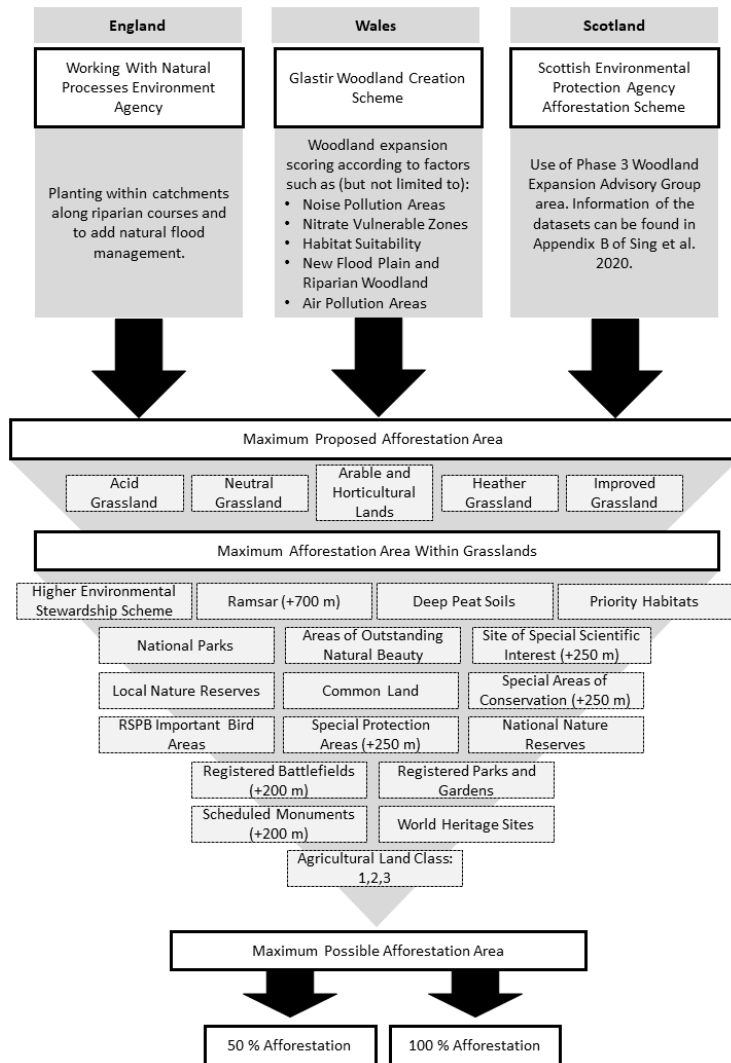 England
Wales
Scotland
Working With Natural
Processes Environment
Agency
Glastir Woodland Creation
Scheme
Scottish Environmental
Protection Agency
Afforestation Scheme
Planting within catchments
along riparian courses and
to add natural flood
management.
Woodland expansion
scoring according to factors
such as (but not limited to):
• Noise Pollution Areas
• Nitrate Vulnerable Zones
• Habitat Suitability
• New Flood Plain and
Riparian Woodland
• Air Pollution Areas
Use of Phase 3 Woodland
Expansion Advisory Group
area. Information of the
datasets can be found in
Appendix B of Sing et al.
2020.
Maximum Proposed Afforestation Area
Acid
Grassland
Neutral
Grassland
Arable and
Horticultural
Lands
Heather
Grassland
Improved
Grassland
Maximum Afforestation Area Within Grasslands
Higher Environmental
Stewardship Scheme
Ramsar (+700 m)
Deep Peat Soils
Priority Habitats
National Parks
Areas of Outstanding
Natural Beauty
Site of Special Scientific
Interest (+250 m)
Local Nature Reserves
Common Land
Special Areas of
Conservation (+250 m)
RSPB Important Bird
Areas
Special Protection
Areas (+250 m)
National Nature
Reserves
Registered Battlefields
(+200 m)
Registered Parks and
Gardens
Scheduled Monuments
(+200 m)
World Heritage Sites
Agricultural Land Class:
1,2,3
Maximum Possible Afforestation Area
50 % Afforestation
100 % Afforestation